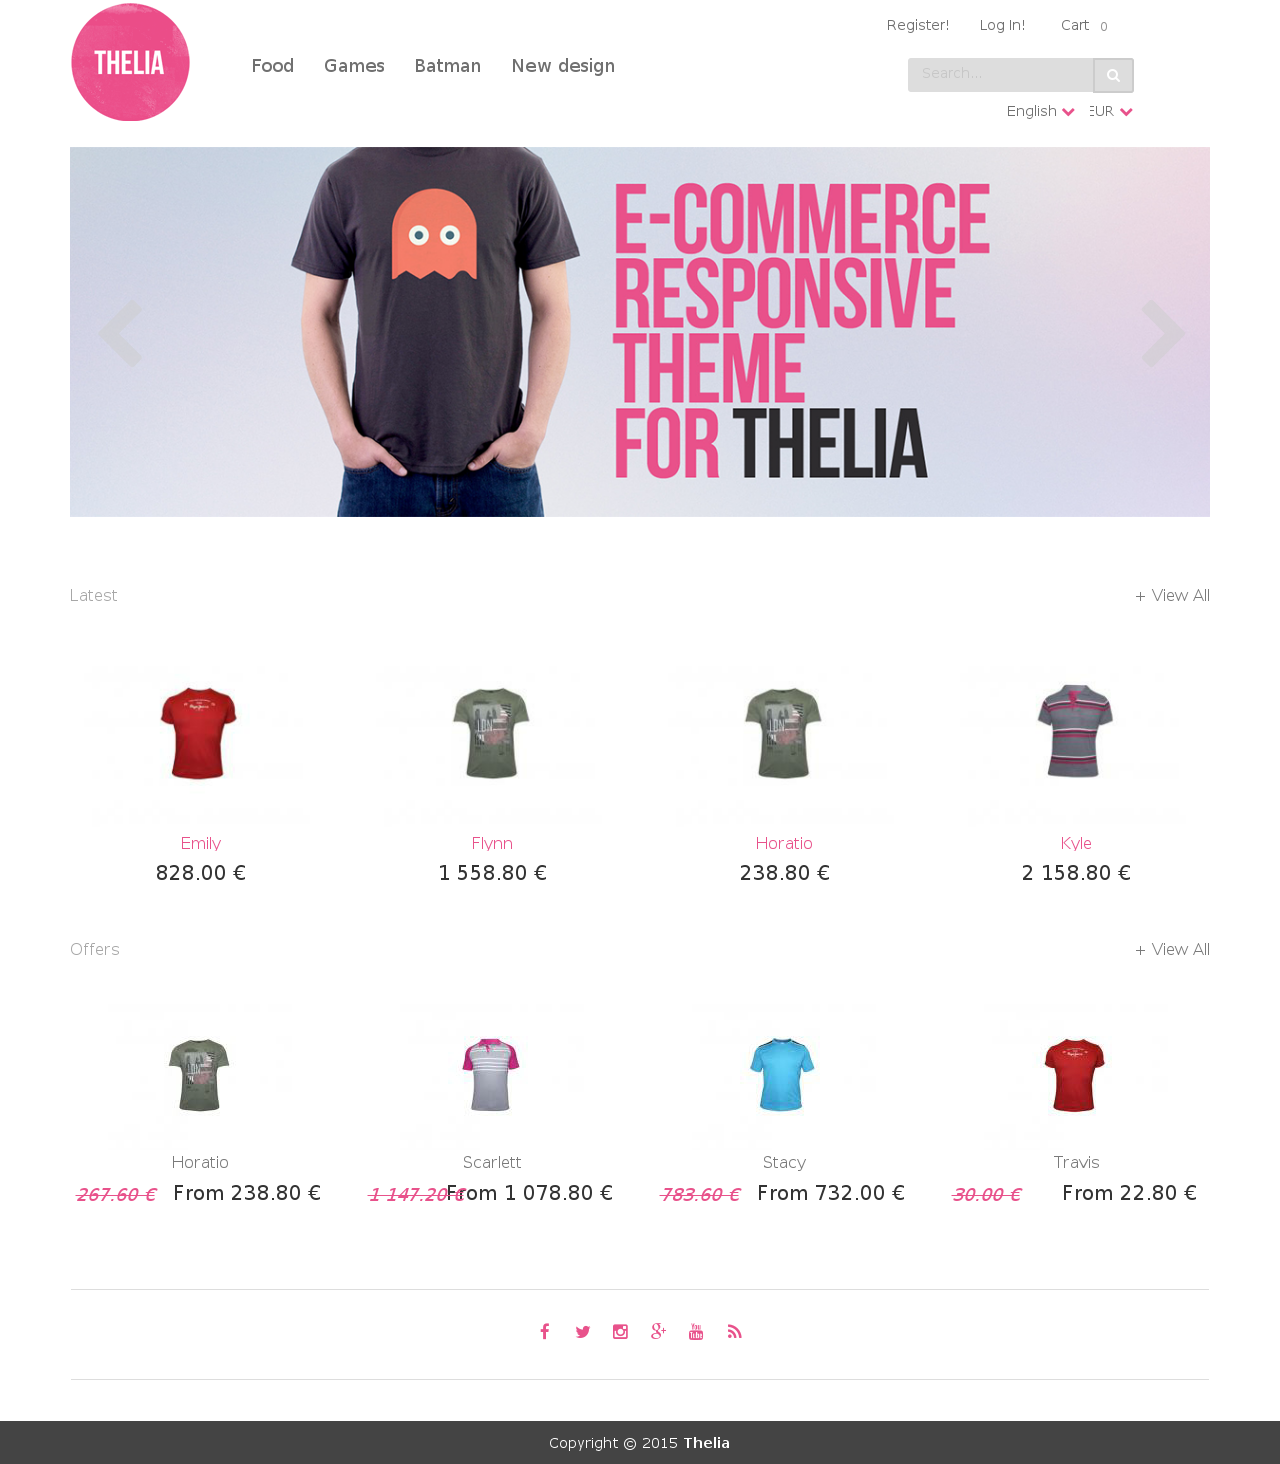 THELIA
Food Games Batman New design
Register! Log In! Cart 0
Search...
English EUR
E-COMMERCE
RESPONSIVE
THEME
FOR THELIA
Latest + View All
Emily Flynn Horatio Kyle
828.00 € 1 558.80 € 238.80 € 2 158.80 €
Offers + View All
Horatio Scarlett Stacy Travis
267.60 € From 238.80 € 1 147.20 € From 1 078.80 € 783.60 € From 732.00 € 30.00 € From 22.80 €
Copyright © 2015 Thelia